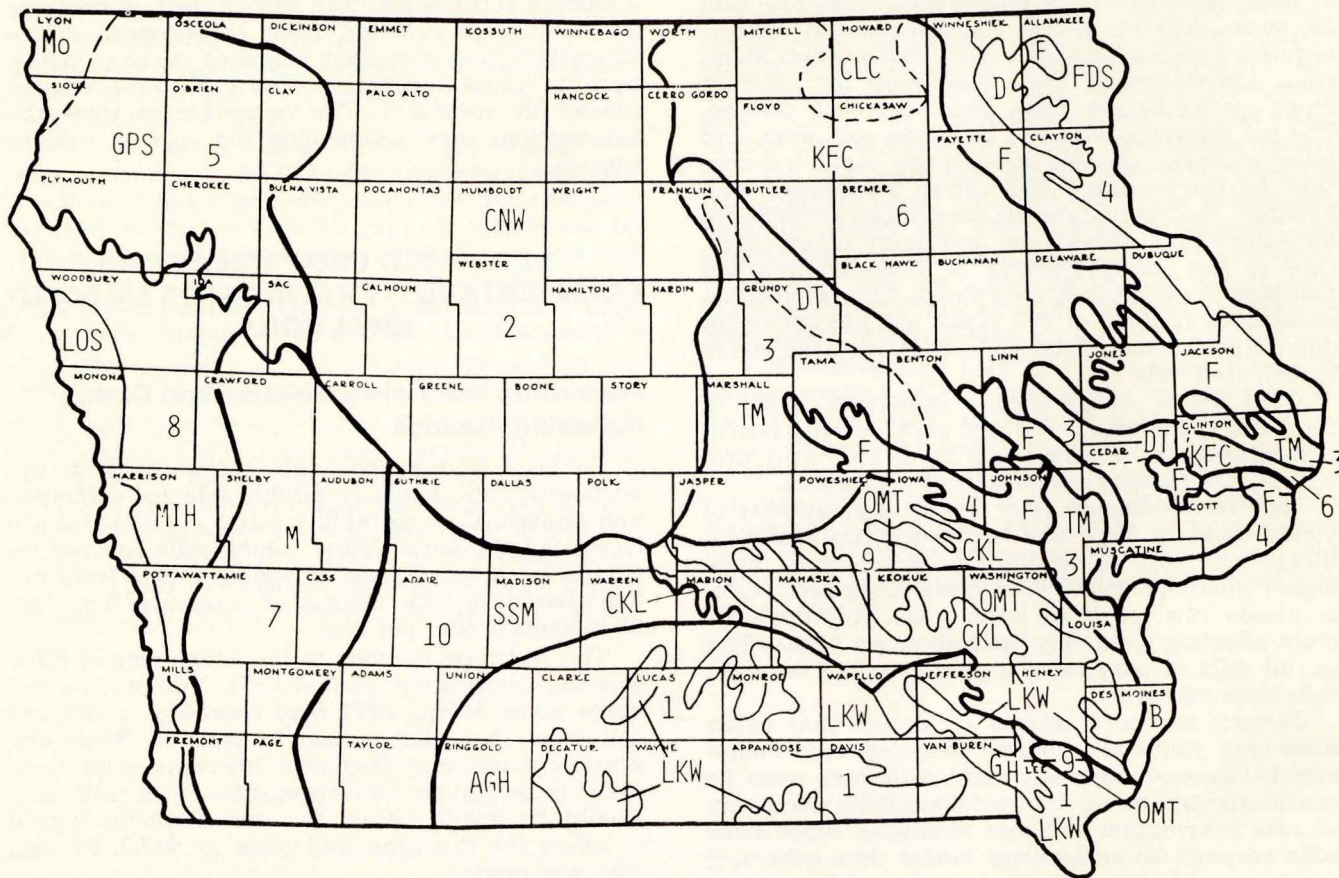 LYON OSCEOLA DICKINSON EMMET KOSSUTH WINNEBAGO WORTH MITCHELL HOWARD WINNESHIEK ALLAMAKEE
Mo CLC F D FDS
SIOUX O'BRIEN CLAY PALO ALTO HANCOCK CERRO GORDO FLOYD CHICKASAW
GPS 5 KFC FAYETTE CLAYTON
F 4
PLYMOUTH CHEROKEE BUENA VISTA POCAHONTAS HUMBOLDT WRIGHT FRANKLIN BUTLER BREMER
CNW 6
WOODBURY IDA SAC CALHOUN WEBSTER HAMILTON HARDIN GRUNDY BLACK HAWK BUCHANAN DELAWARE DUBUQUE
DT
LOS 2 3 TAMA BENTON LINN JONES JACKSON
F
MONONA CRAWFORD CARROLL GREENE BOONE STORY MARSHALL
8 TM F F 3 CEDAR DT CLINTON KFC TM 3
HARRISON SHELBY AUDUBON GUTHRIE DALLAS POLK JASPER POWESHIEK IOWA JOHNSON SCOTT F 6
MIH M OMT 4 F TM 4
9 CKL 3 MUSCATINE
POTTAWATTAMIE CASS ADAIR MADISON WARREN MARION MAHASKA KEOKUK WASHINGTON LOUISA
7 10 SSM CKL OMT
CKL
MILLS MONTGOMERY ADAMS UNION CLARKE LUCAS MONROE WAPELLO JEFFERSON HENRY DES MOINES
1 LKW LKW B
FREMONT PAGE TAYLOR RINGGOLD DECATUR WAYNE APPANOOSE DAVIS VAN BUREN LEE
AGH LKW 1 GH 9
1
LKW OMT